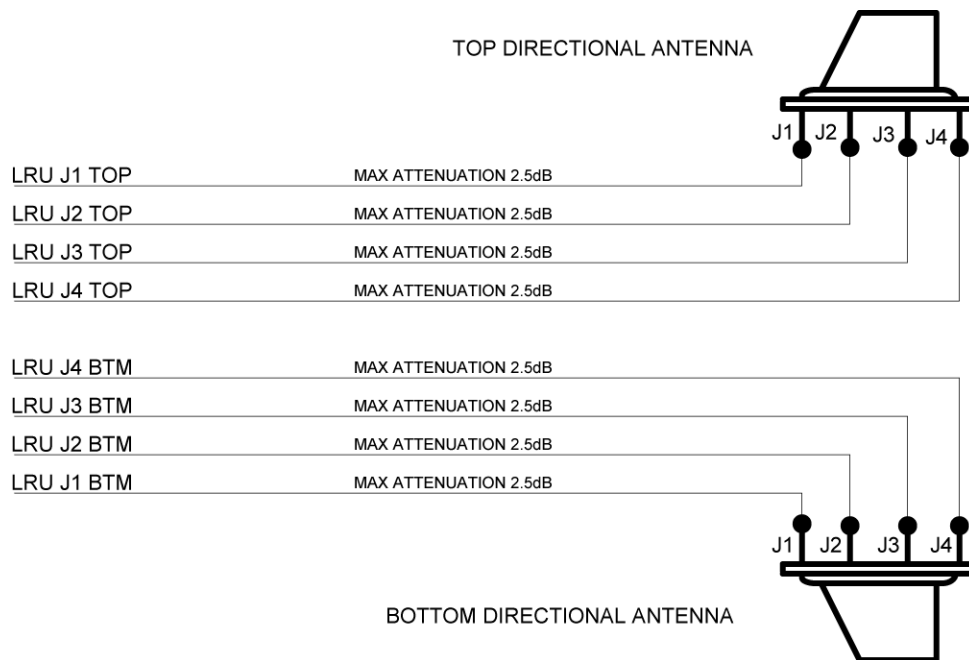 TOP DIRECTIONAL ANTENNA
J1 J2 J3 J4
LRU J1 TOP MAX ATTENUATION 2.5dB
LRU J2 TOP MAX ATTENUATION 2.5dB
LRU J3 TOP MAX ATTENUATION 2.5dB
LRU J4 TOP MAX ATTENUATION 2.5dB
LRU J4 BTM MAX ATTENUATION 2.5dB
LRU J3 BTM MAX ATTENUATION 2.5dB
LRU J2 BTM MAX ATTENUATION 2.5dB
LRU J1 BTM MAX ATTENUATION 2.5dB
J1 J2 J3 J4
BOTTOM DIRECTIONAL ANTENNA